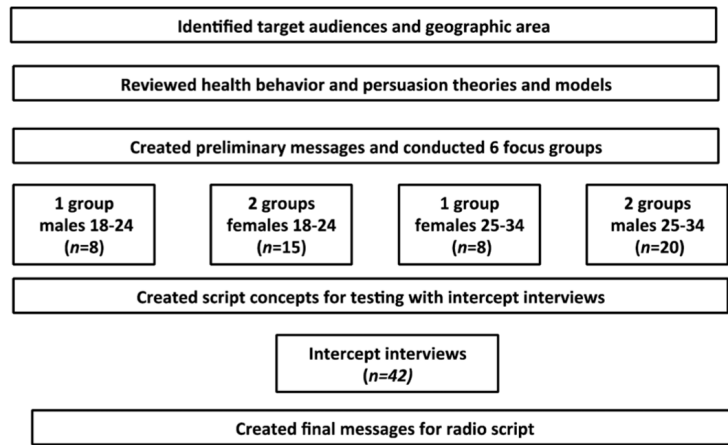 Identified target audiences and geographic area
Reviewed health behavior and persuasion theories and models
Created preliminary messages and conducted 6 focus groups
1 group
males 18-24
(n=8)
2 groups
females 18-24
(n=15)
1 group
females 25-34
(n=8)
2 groups
males 25-34
(n=20)
Created script concepts for testing with intercept interviews
Intercept interviews
(n=42)
Created final messages for radio script